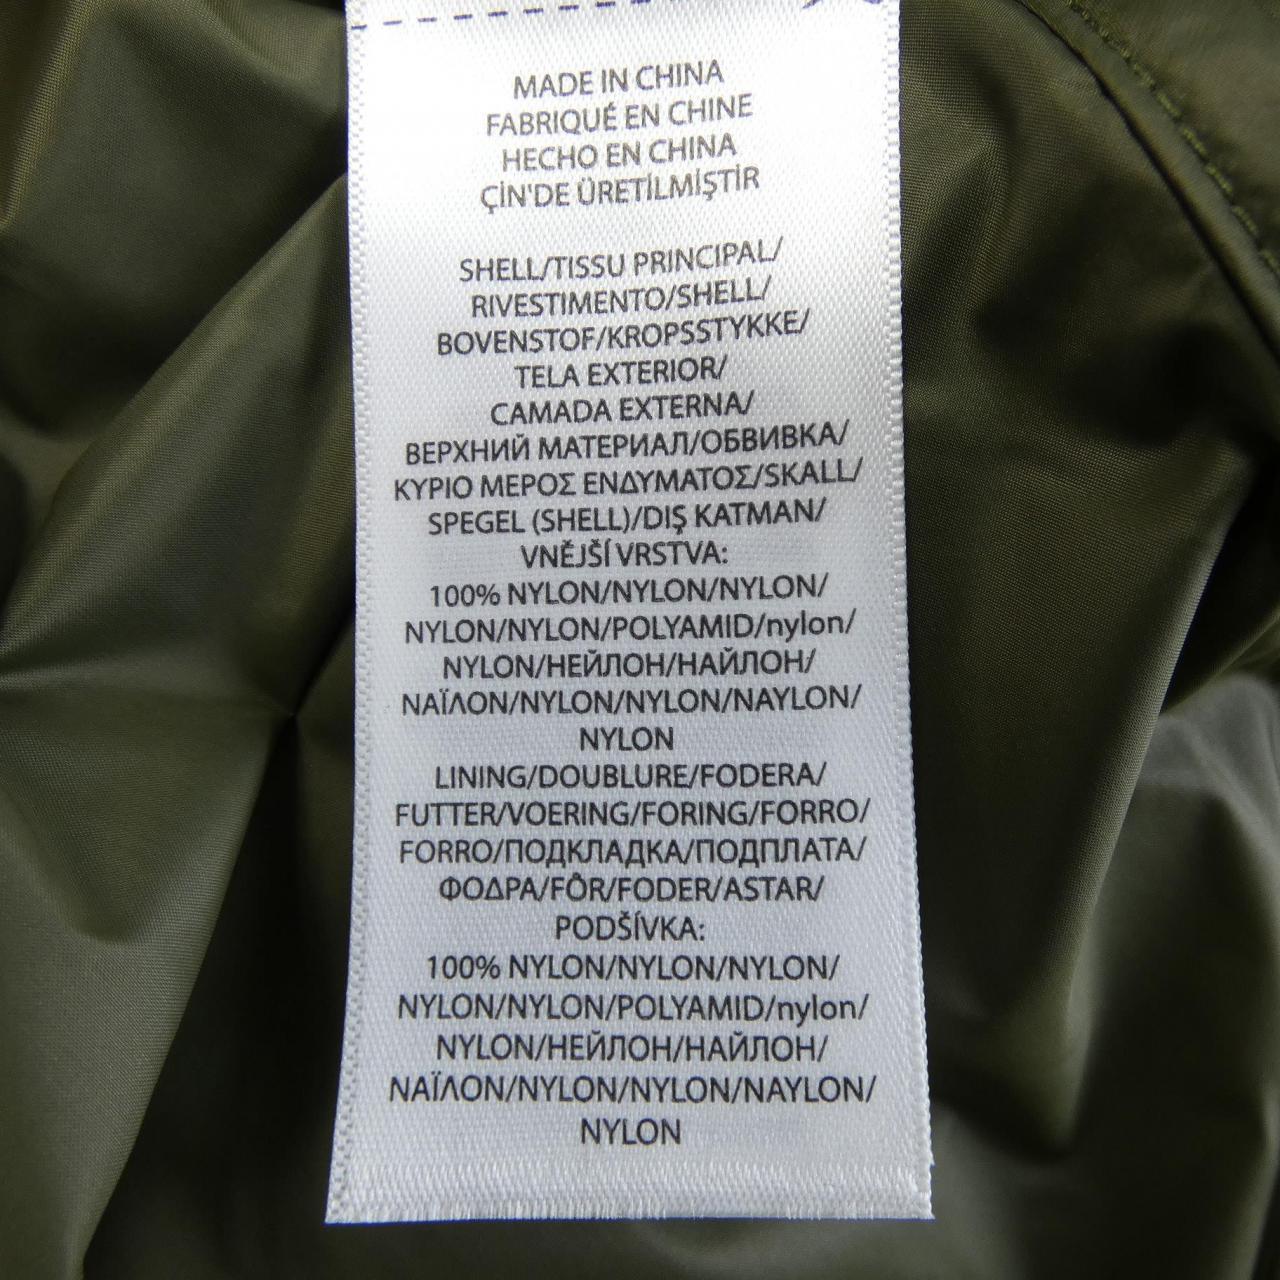 MADE IN CHINA
FABRIQUÉ EN CHINE
HECHO EN CHINA
ÇİN'DE ÜRETİLMİŞTİR
SHELL/TISSU PRINCIPAL/
RIVESTIMENTO/SHELL/
BOVENSTOF/KROPSSTYKKE/
TELA EXTERIOR/
CAMADA EXTERNA/
ВЕРХНИЙ МАТЕРИАЛ/ОБВИВКА/
ΚΥΡΙΟ ΜΕΡΟΣ ΕΝΔΥΜΑΤΟΣ/SKALL/
SPEGEL (SHELL)/DIŞ KATMAN/
VNĚJŠÍ VRSTVA:
100% NYLON/NYLON/NYLON/
NYLON/NYLON/POLYAMID/nylon/
NYLON/НЕЙЛОН/НАЙЛОН/
ΝΑΪΛΟΝ/NYLON/NYLON/NAYLON/
NYLON
LINING/DOUBLURE/FODERA/
FUTTER/VOERING/FORING/FORRO/
FORRO/ПОДКЛАДКА/ПОДПЛАТА/
ΦΟΔΡΑ/FÔR/FODER/ASTAR/
PODŠÍVKA:
100% NYLON/NYLON/NYLON/
NYLON/NYLON/POLYAMID/nylon/
NYLON/НЕЙЛОН/НАЙЛОН/
ΝΑΪΛΟΝ/NYLON/NYLON/NAYLON/
NYLON